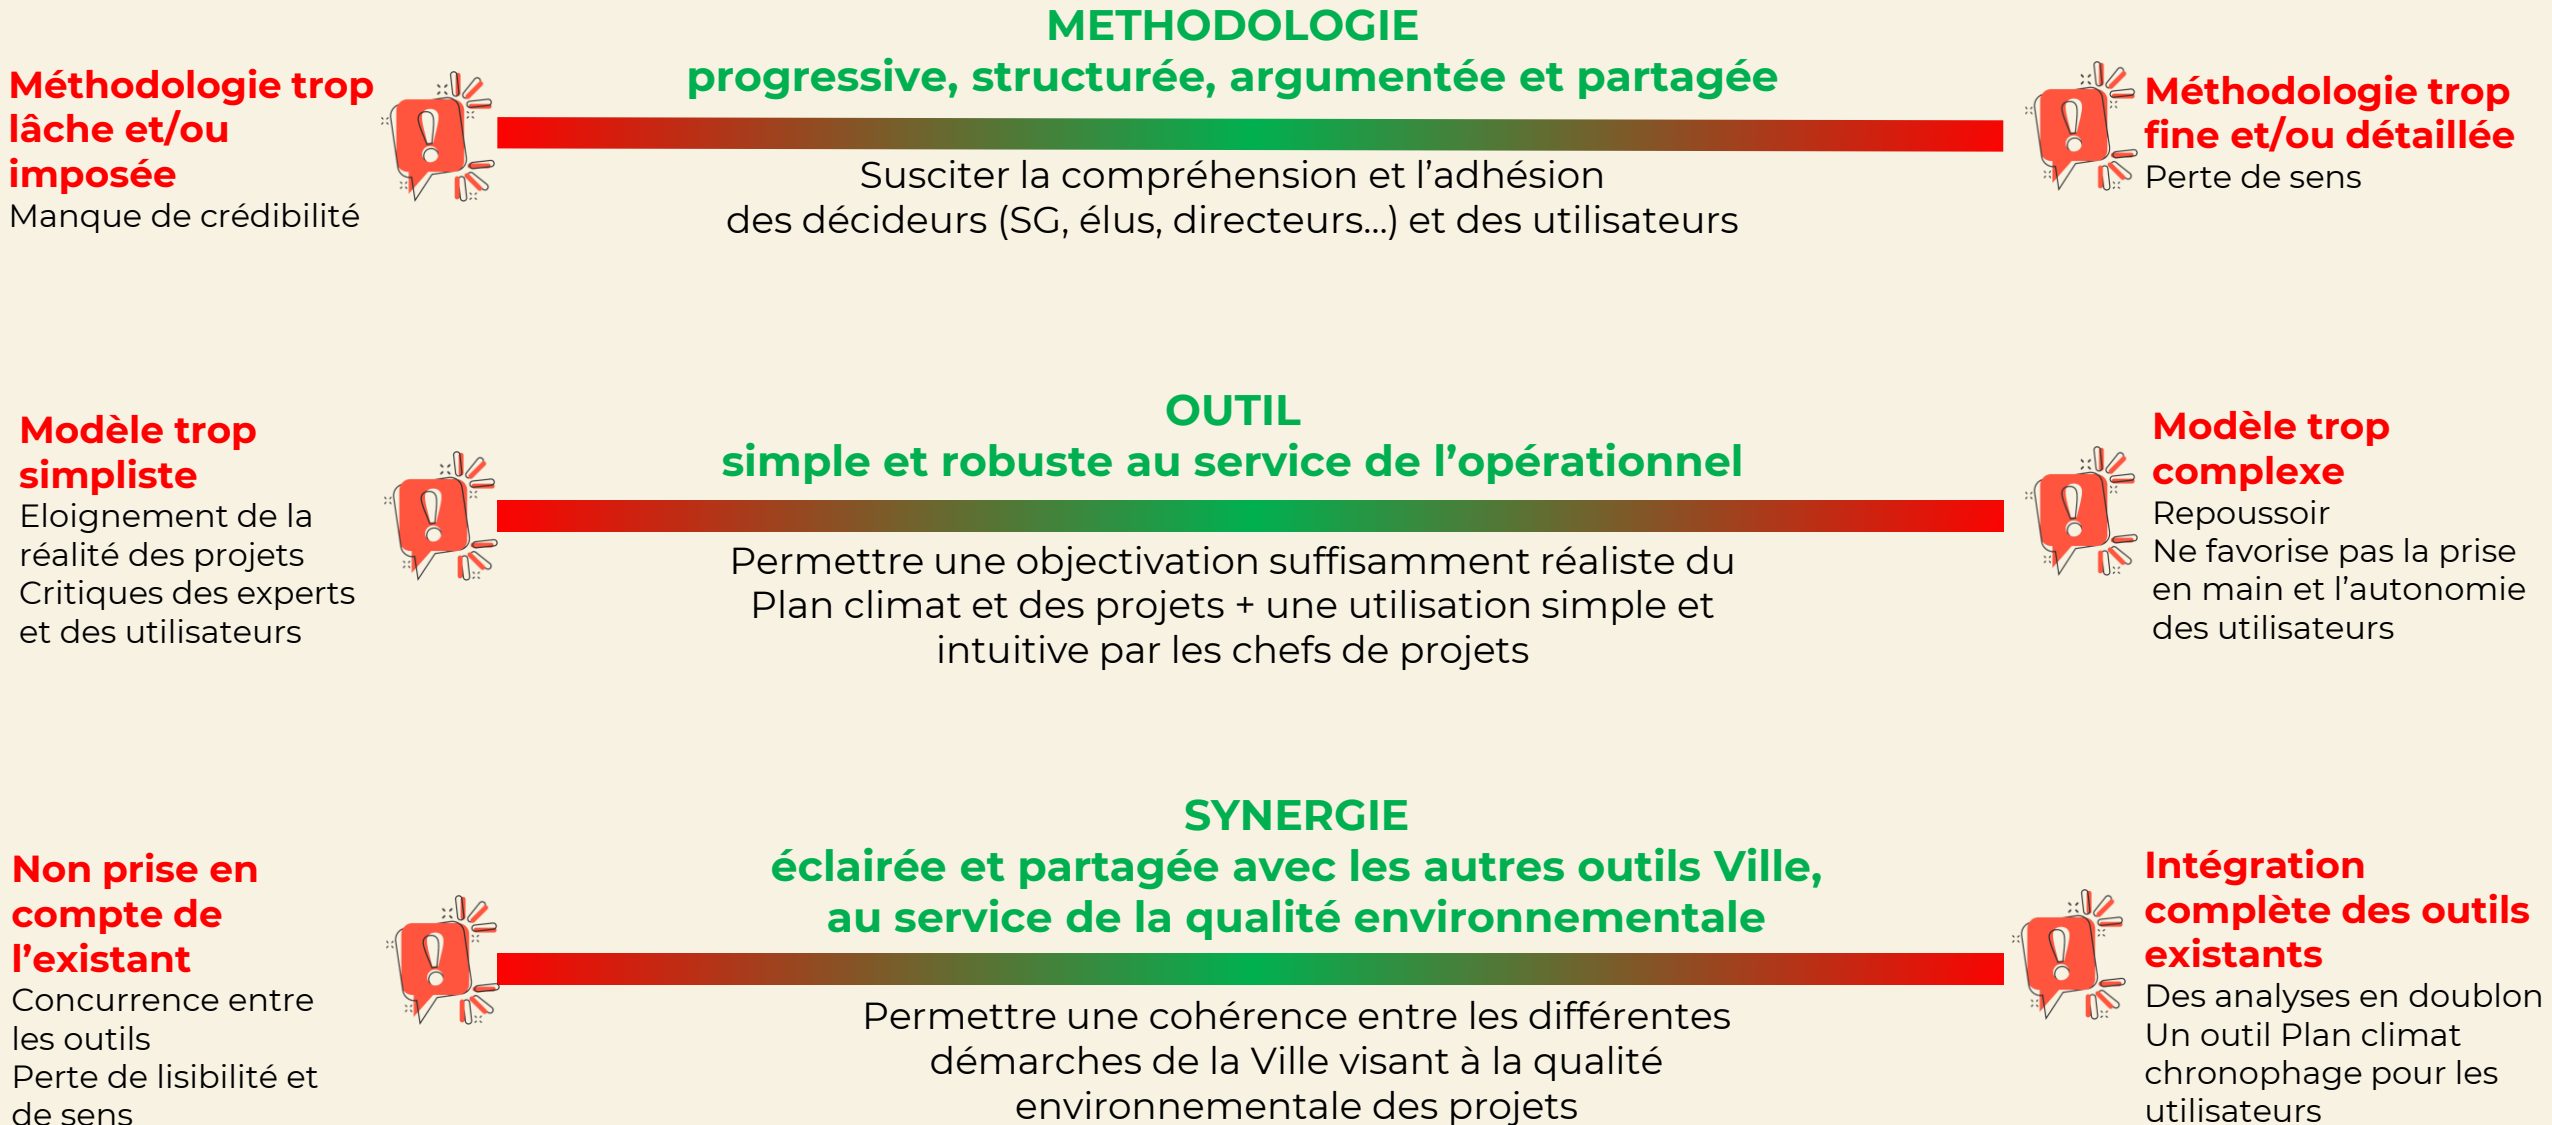 METHODOLOGIE
progressive, structurée, argumentée et partagée
Méthodologie trop
lâche et/ou
imposée
Manque de crédibilité
Susciter la compréhension et l’adhésion
des décideurs (SG, élus, directeurs...) et des utilisateurs
Méthodologie trop
fine et/ou détaillée
Perte de sens
OUTIL
simple et robuste au service de l’opérationnel
Modèle trop
simpliste
Eloignement de la
réalité des projets
Critiques des experts
et des utilisateurs
Permettre une objectivation suffisamment réaliste du
Plan climat et des projets + une utilisation simple et
intuitive par les chefs de projets
Modèle trop
complexe
Repoussoir
Ne favorise pas la prise
en main et l’autonomie
des utilisateurs
SYNERGIE
éclairée et partagée avec les autres outils Ville,
au service de la qualité environnementale
Non prise en
compte de
l’existant
Concurrence entre
les outils
Perte de lisibilité et
de sens
Permettre une cohérence entre les différentes
démarches de la Ville visant à la qualité
environnementale des projets
Intégration
complète des outils
existants
Des analyses en doublon
Un outil Plan climat
chronophage pour les
utilisateurs